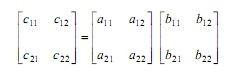 [c11 c12] = [a11 a12] [b11 b12]
[c21 c22] [a21 a22] [b21 b22]